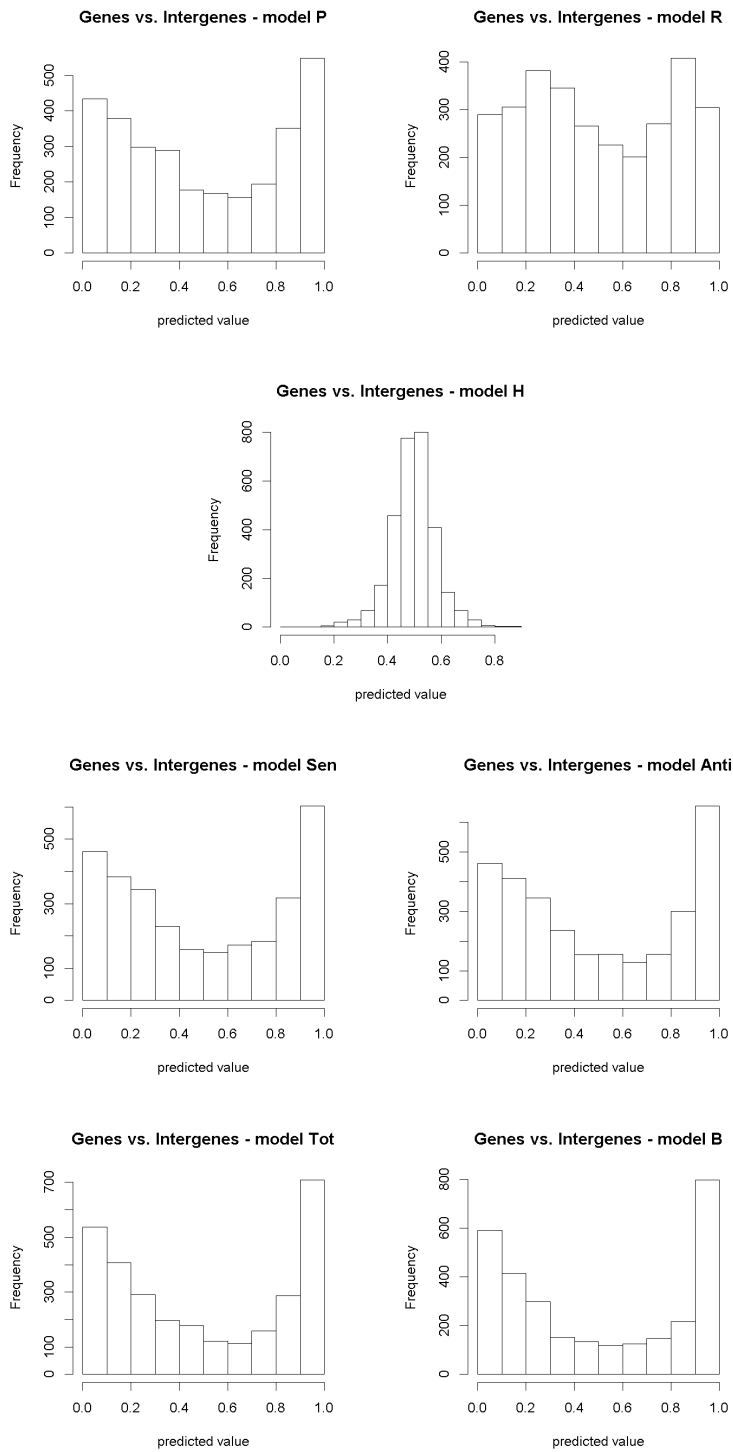 Genes vs. Intergenes - model P
Frequency
0 100 200 300 400 500
0.0 0.2 0.4 0.6 0.8 1.0
predicted value
Genes vs. Intergenes - model R
Frequency
0 100 200 300 400
0.0 0.2 0.4 0.6 0.8 1.0
predicted value
Genes vs. Intergenes - model H
Frequency
0 200 400 600 800
0.0 0.2 0.4 0.6 0.8
predicted value
Genes vs. Intergenes - model Sen
Frequency
0 100 300 500
0.0 0.2 0.4 0.6 0.8 1.0
predicted value
Genes vs. Intergenes - model Anti
Frequency
0 100 300 500
0.0 0.2 0.4 0.6 0.8 1.0
predicted value
Genes vs. Intergenes - model Tot
Frequency
0 100 300 500 700
0.0 0.2 0.4 0.6 0.8 1.0
predicted value
Genes vs. Intergenes - model B
Frequency
0 200 400 600 800
0.0 0.2 0.4 0.6 0.8 1.0
predicted value